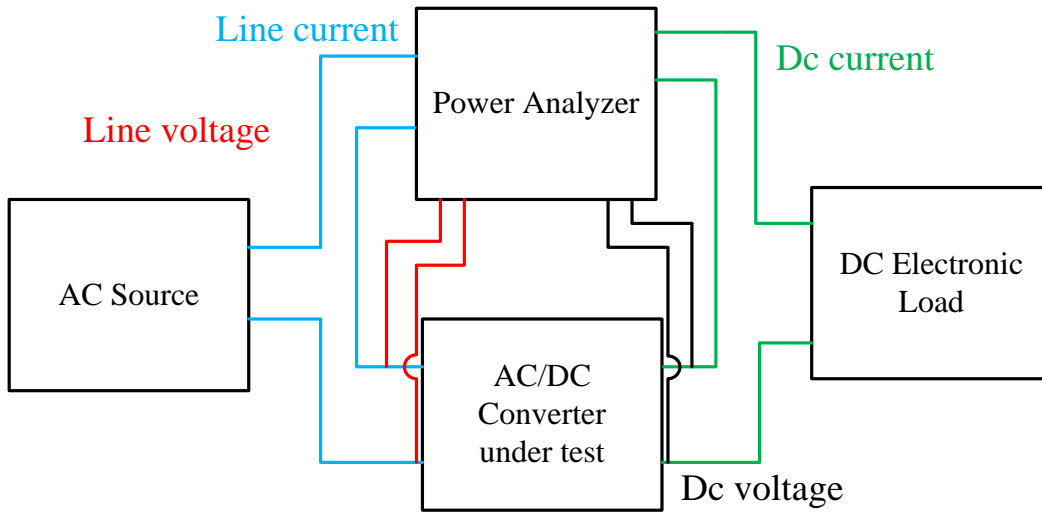 Line current
Dc current
Power Analyzer
Line voltage
AC Source
DC Electronic
Load
AC/DC
Converter
under test
Dc voltage